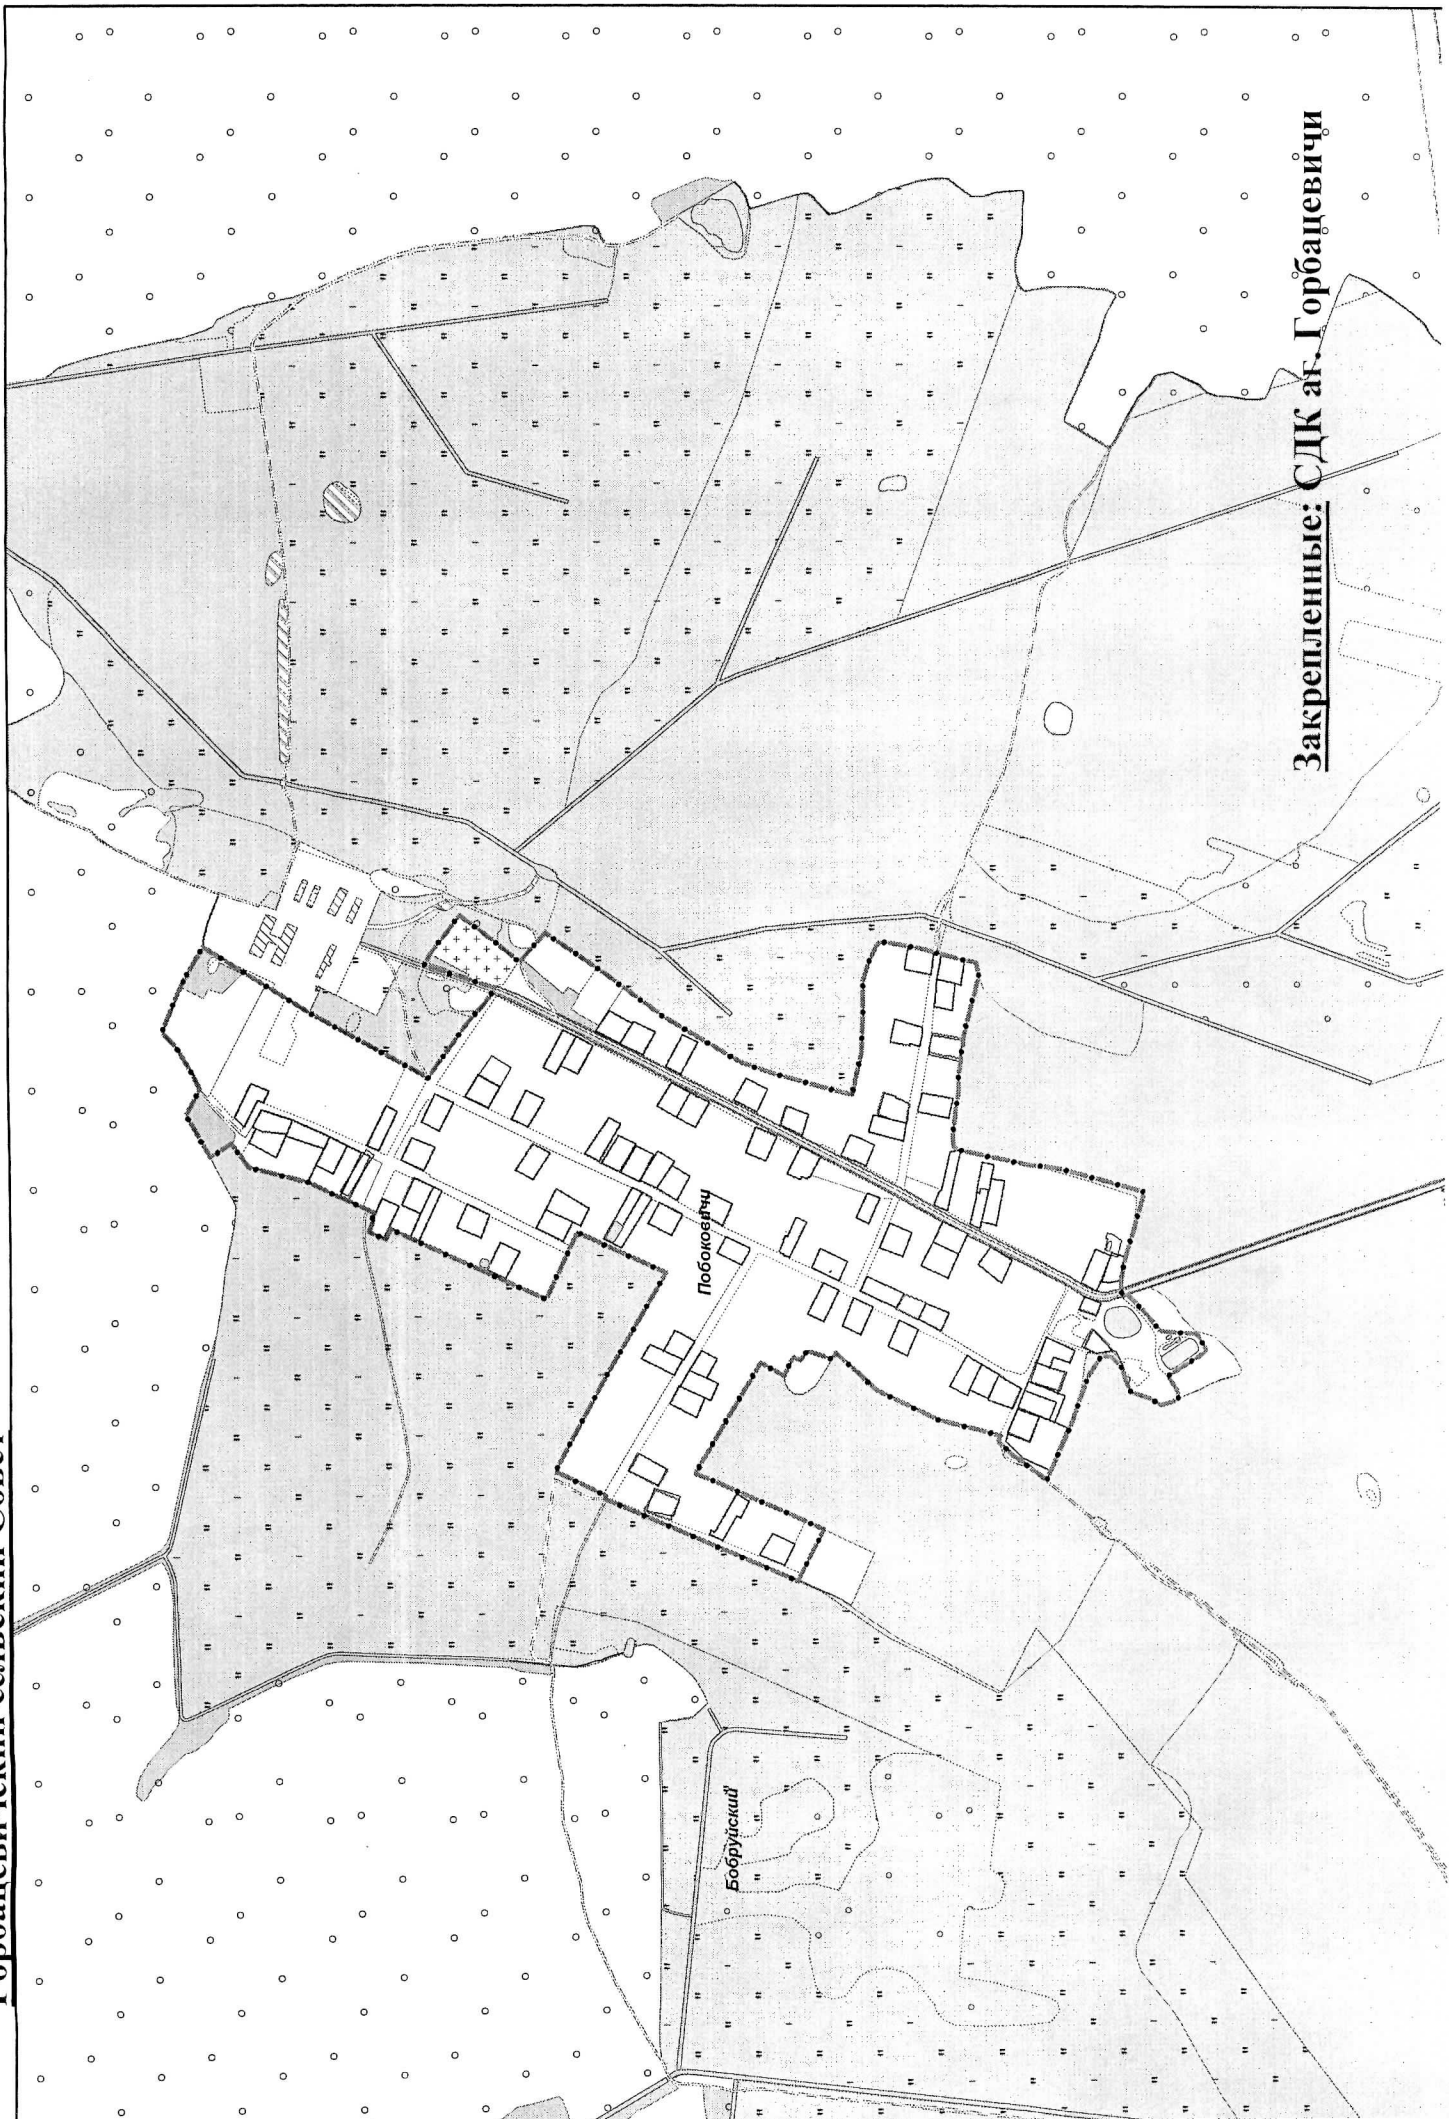 Побоковичи
Бобруйский
Закрепленные: СДК аг. Горбацевичи